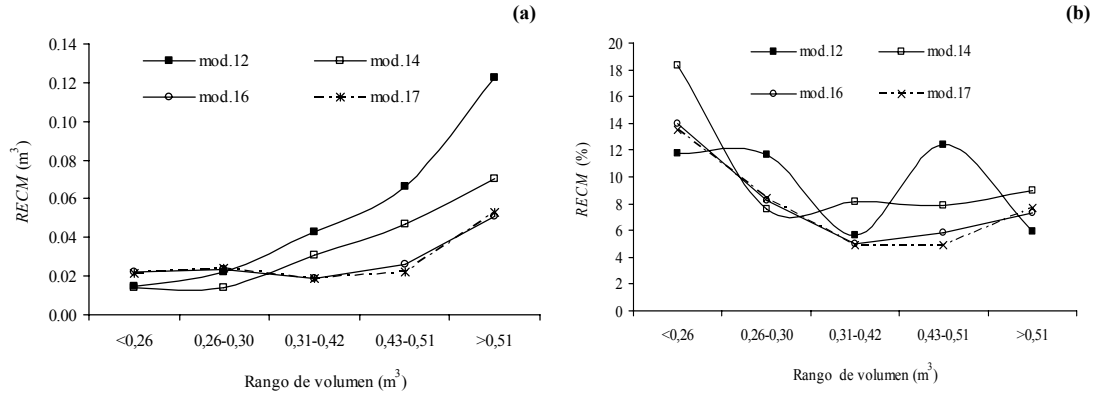 (a)
0.14
0.12
0.10
0.08
0.06
0.04
0.02
0.00
RECM (m³)
mod.12
mod.14
mod.16
mod.17
<0,26
0,26-0,30
0,31-0,42
0,43-0,51
>0,51
Rango de volumen (m³)
(b)
20
18
16
14
12
10
8
6
4
2
0
RECM (%)
mod.12
mod.14
mod.16
mod.17
<0,26
0,26-0,30
0,31-0,42
0,43-0,51
>0,51
Rango de volumen (m³)